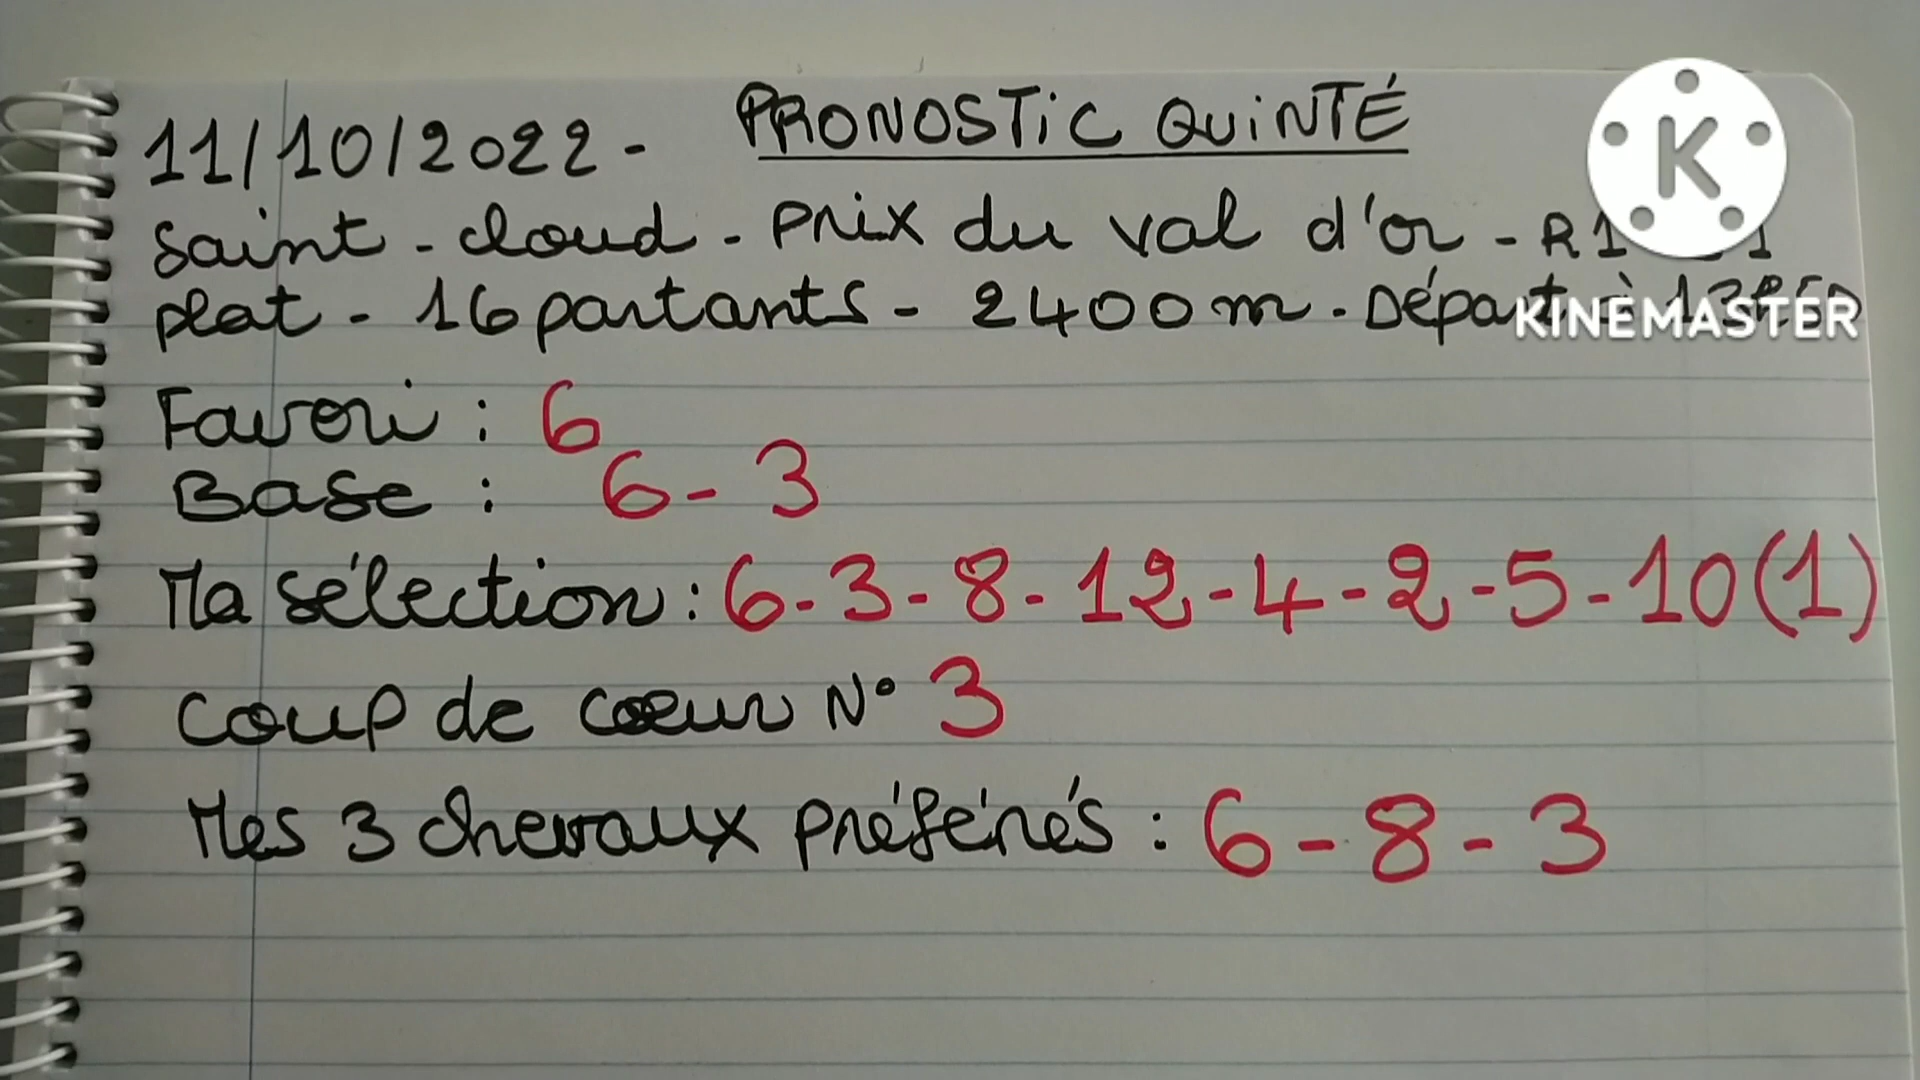 11/10/2022 - PRONOSTIC QUINTÉ
Saint-Cloud - Prix du val d'or - R1
plat - 16 partants - 2400m - Départ à
KINEMASTER
Favori : 6
Base : 6 - 3
Ma sélection : 6 - 3 - 8 - 12 - 4 - 2 - 5 - 10 (1)
Coup de cœur N° 3
Mes 3 chevaux préférés : 6 - 8 - 3